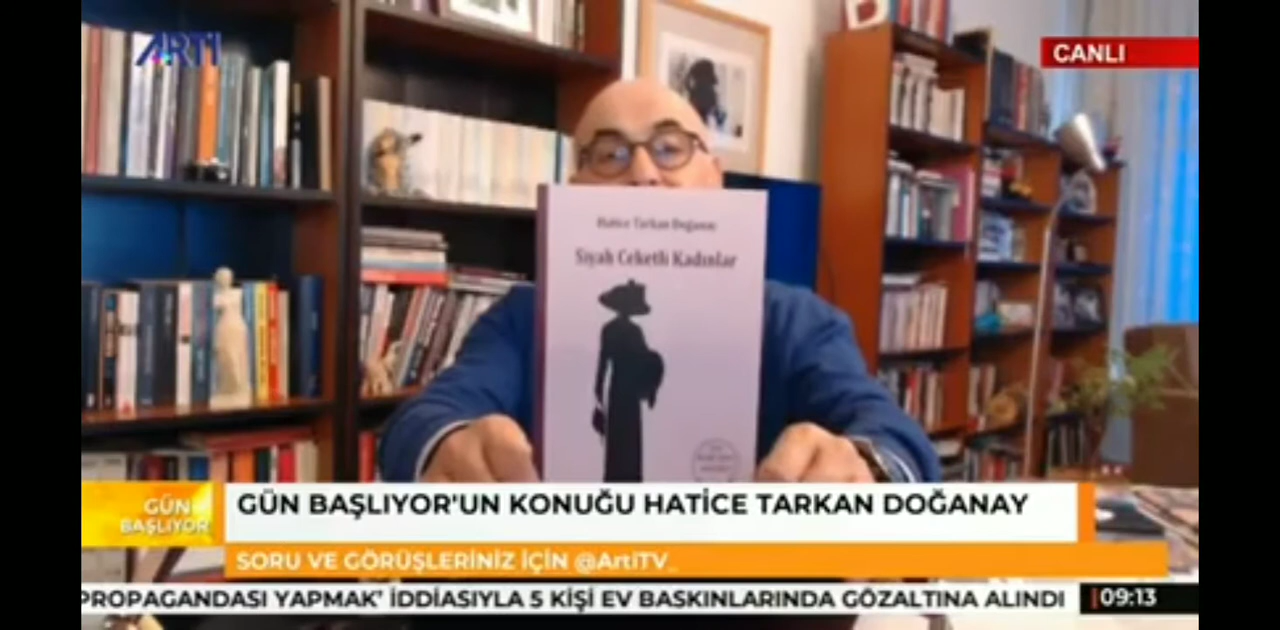 ARTI
CANLI
Hatice Tarkan Doğanay
Siyah Ceketli Kadınlar
GÜN
BAŞLIYOR
GÜN BAŞLIYOR'UN KONUĞU HATİCE TARKAN DOĞANAY
SORU VE GÖRÜŞLERİNİZ İÇİN @ArtiTV_
PROPAGANDASI YAPMAK' İDDİASIYLA 5 KİŞİ EV BASKINLARINDA GÖZALTINA ALINDI
09:13